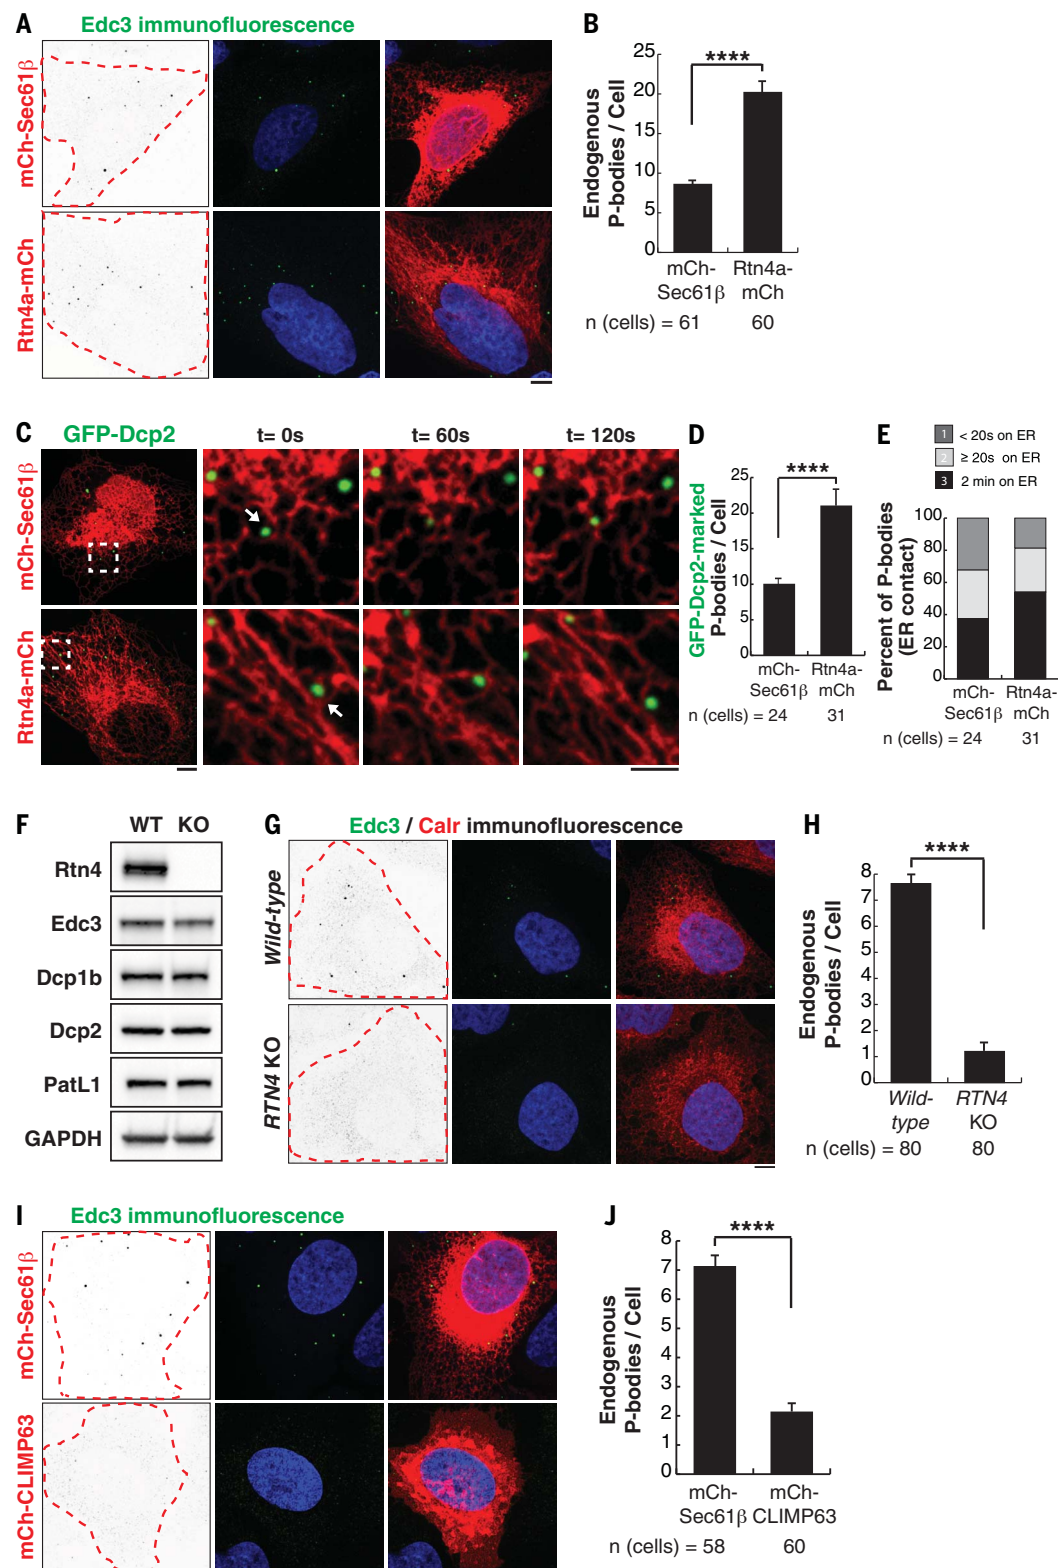 A
Edc3 immunofluorescence
mCh-Sec61β
Rtn4a-mCh
B
Endogenous
P-bodies / Cell
25
20
15
10
5
0
****
mCh-
Sec61β
Rtn4a-
mCh
n (cells) = 61
60
C
GFP-Dcp2
t= 0s
t= 60s
t= 120s
mCh-Sec61β
Rtn4a-mCh
D
GFP-Dcp2-marked
P-bodies / Cell
25
20
15
10
5
0
****
mCh-
Sec61β
Rtn4a-
mCh
n (cells) = 24
31
E
1 < 20s on ER
2 ≥ 20s on ER
3 2 min on ER
Percent of P-bodies
(ER contact)
100
80
60
40
20
0
mCh-
Sec61β
Rtn4a-
mCh
n (cells) = 24
31
F
WT KO
Rtn4
Edc3
Dcp1b
Dcp2
PatL1
GAPDH
G
Edc3 / Calr immunofluorescence
Wild-type
RTN4 KO
H
Endogenous
P-bodies / Cell
8
7
6
5
4
3
2
1
0
****
Wild-
type
RTN4
KO
n (cells) = 80
80
I
Edc3 immunofluorescence
mCh-Sec61β
mCh-CLIMP63
J
Endogenous
P-bodies / Cell
8
7
6
5
4
3
2
1
0
****
mCh-
Sec61β
mCh-
CLIMP63
n (cells) = 58
60